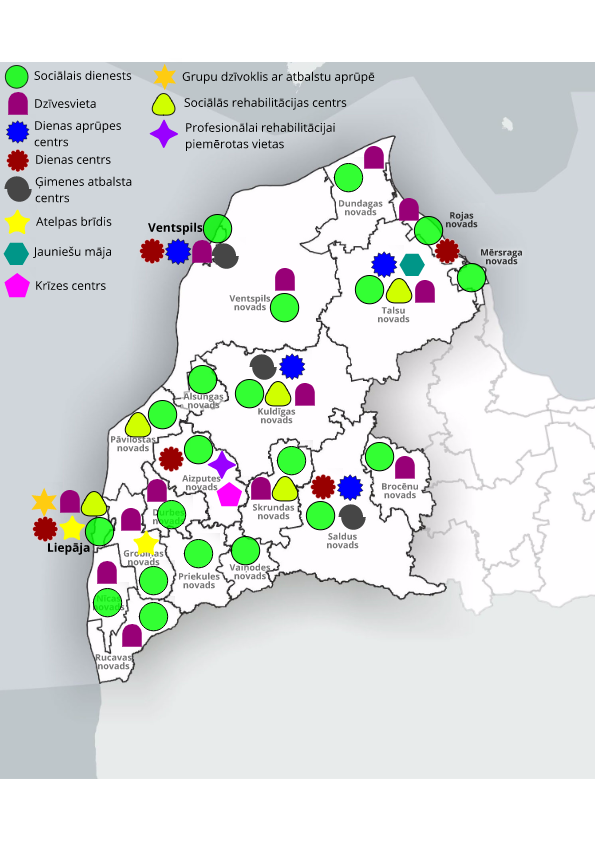 Sociālais dienests
Dzīvesvieta
Dienas aprūpes
centrs
Dienas centrs
Ģimenes atbalsta
centrs
Atelpas brīdis
Jauniešu māja
Krīzes centrs
Grupu dzīvoklis ar atbalstu aprūpē
Sociālās rehabilitācijas centrs
Profesionālai rehabilitācijai
piemērotas vietas
Dundagas
novads
Rojas
novads
Mērsraga
novads
Ventspils
Ventspils
novads
Talsu
novads
Alsungas
novads
Kuldīgas
novads
Pāvilostas
novads
Aizputes
novads
Skrundas
novads
Brocēnu
novads
Saldus
novads
Durbes
novads
Liepāja
Grobiņas
novads
Priekules
novads
Vaiņodes
novads
Nīcas
novads
Rucavas
novads